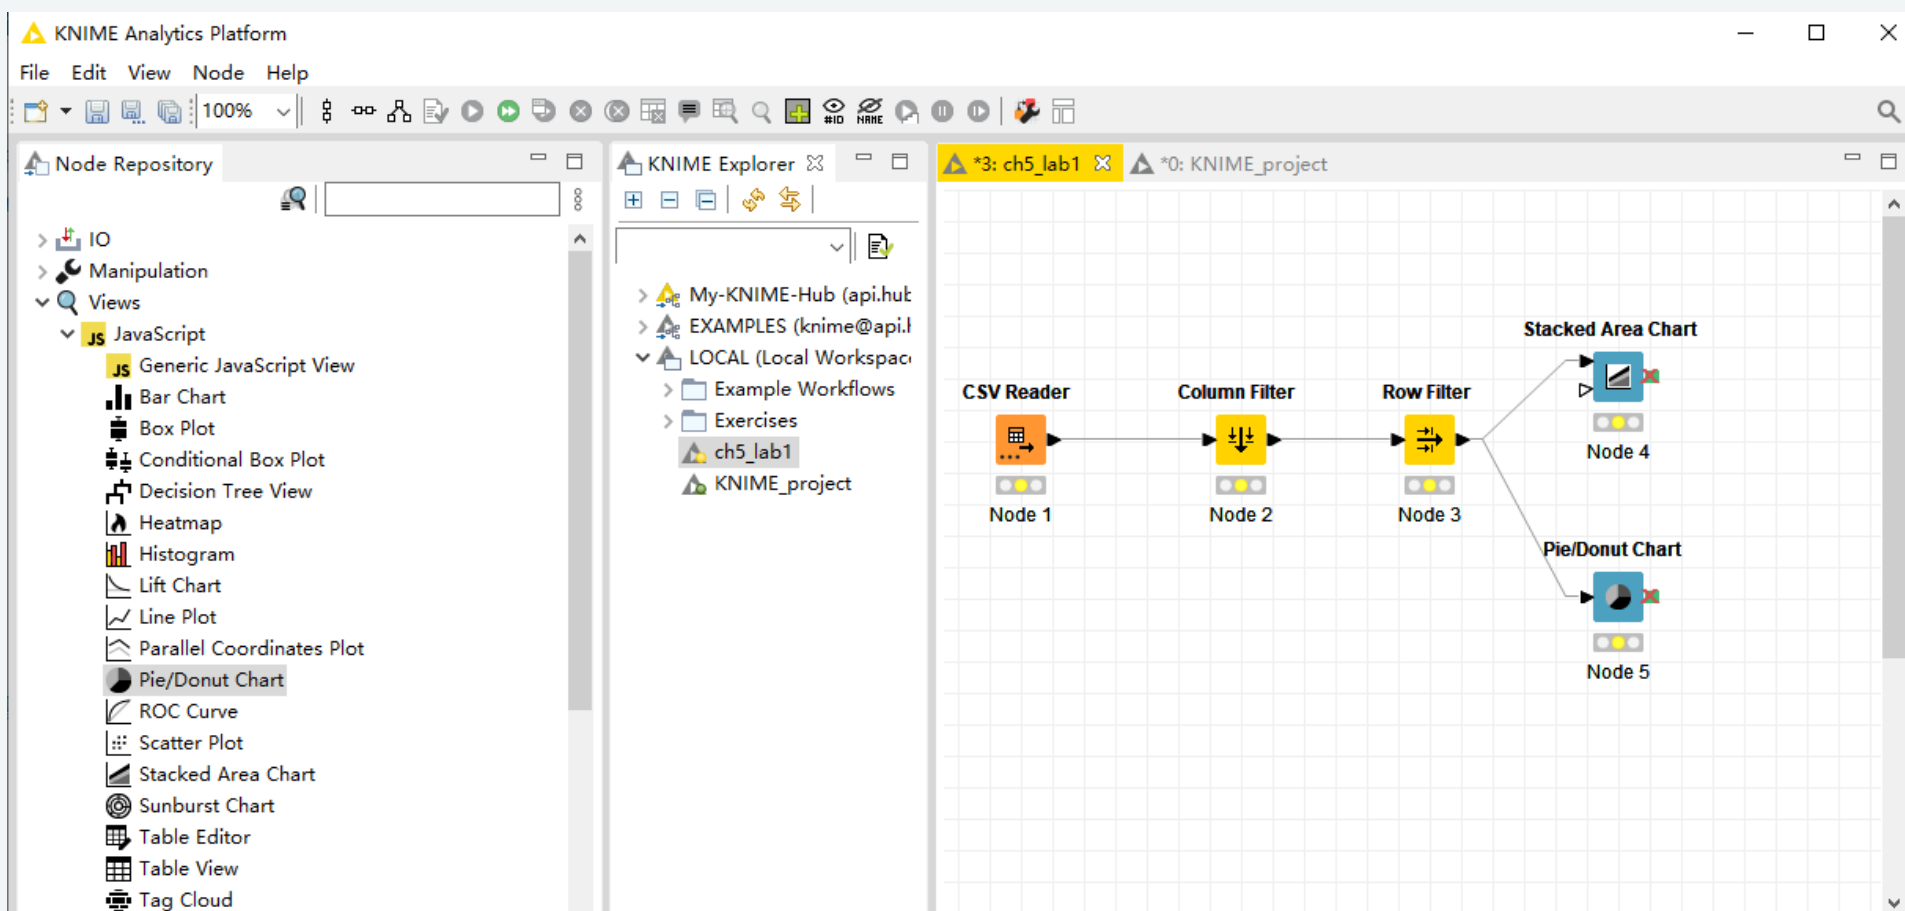 KNIME Analytics Platform
File Edit View Node Help
100%
#ID
NAME
Node Repository
IO
Manipulation
Views
JS JavaScript
JS Generic JavaScript View
Bar Chart
Box Plot
Conditional Box Plot
Decision Tree View
Heatmap
Histogram
Lift Chart
Line Plot
Parallel Coordinates Plot
Pie/Donut Chart
ROC Curve
Scatter Plot
Stacked Area Chart
Sunburst Chart
Table Editor
Table View
Tag Cloud
KNIME Explorer
My-KNIME-Hub (api.hub
EXAMPLES (knime@api.h
LOCAL (Local Workspac
Example Workflows
Exercises
ch5_lab1
KNIME_project
*3: ch5_lab1
*0: KNIME_project
CSV Reader
Node 1
Column Filter
Node 2
Row Filter
Node 3
Stacked Area Chart
Node 4
Pie/Donut Chart
Node 5